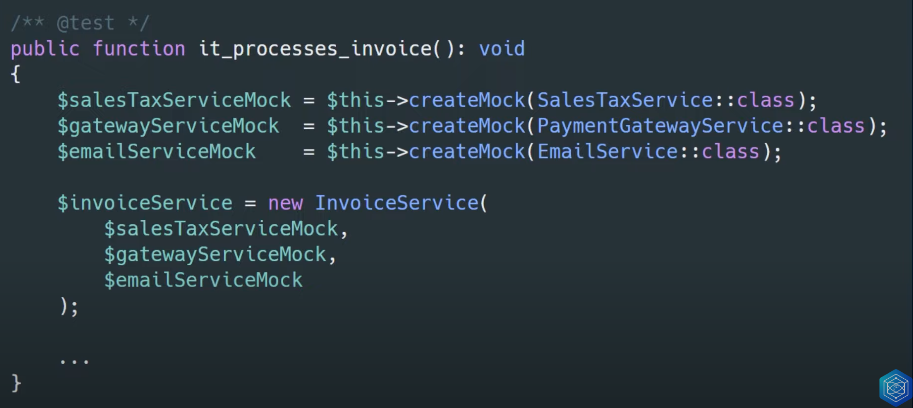 /** @test */
public function it_processes_invoice(): void
{
    $salesTaxServiceMock = $this->createMock(SalesTaxService::class);
    $gatewayServiceMock  = $this->createMock(PaymentGatewayService::class);
    $emailServiceMock    = $this->createMock(EmailService::class);

    $invoiceService = new InvoiceService(
        $salesTaxServiceMock,
        $gatewayServiceMock,
        $emailServiceMock
    );

    ...
}